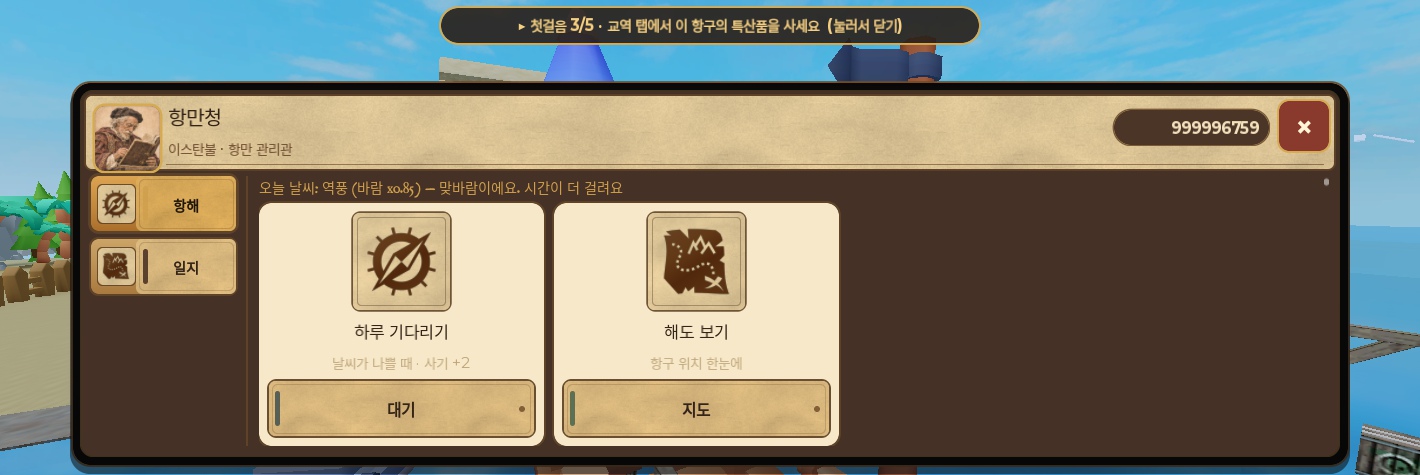 ▸ 첫걸음 3/5 · 교역 탭에서 이 항구의 특산품을 사세요 (눌러서 닫기)
항만청
이스탄불 · 항만 관리관
999996759
×
항해
일지
오늘 날씨: 역풍 (바람 x0.85) — 맞바람이에요. 시간이 더 걸려요
하루 기다리기
날씨가 나쁠 때 · 사기 +2
대기
해도 보기
항구 위치 한눈에
지도